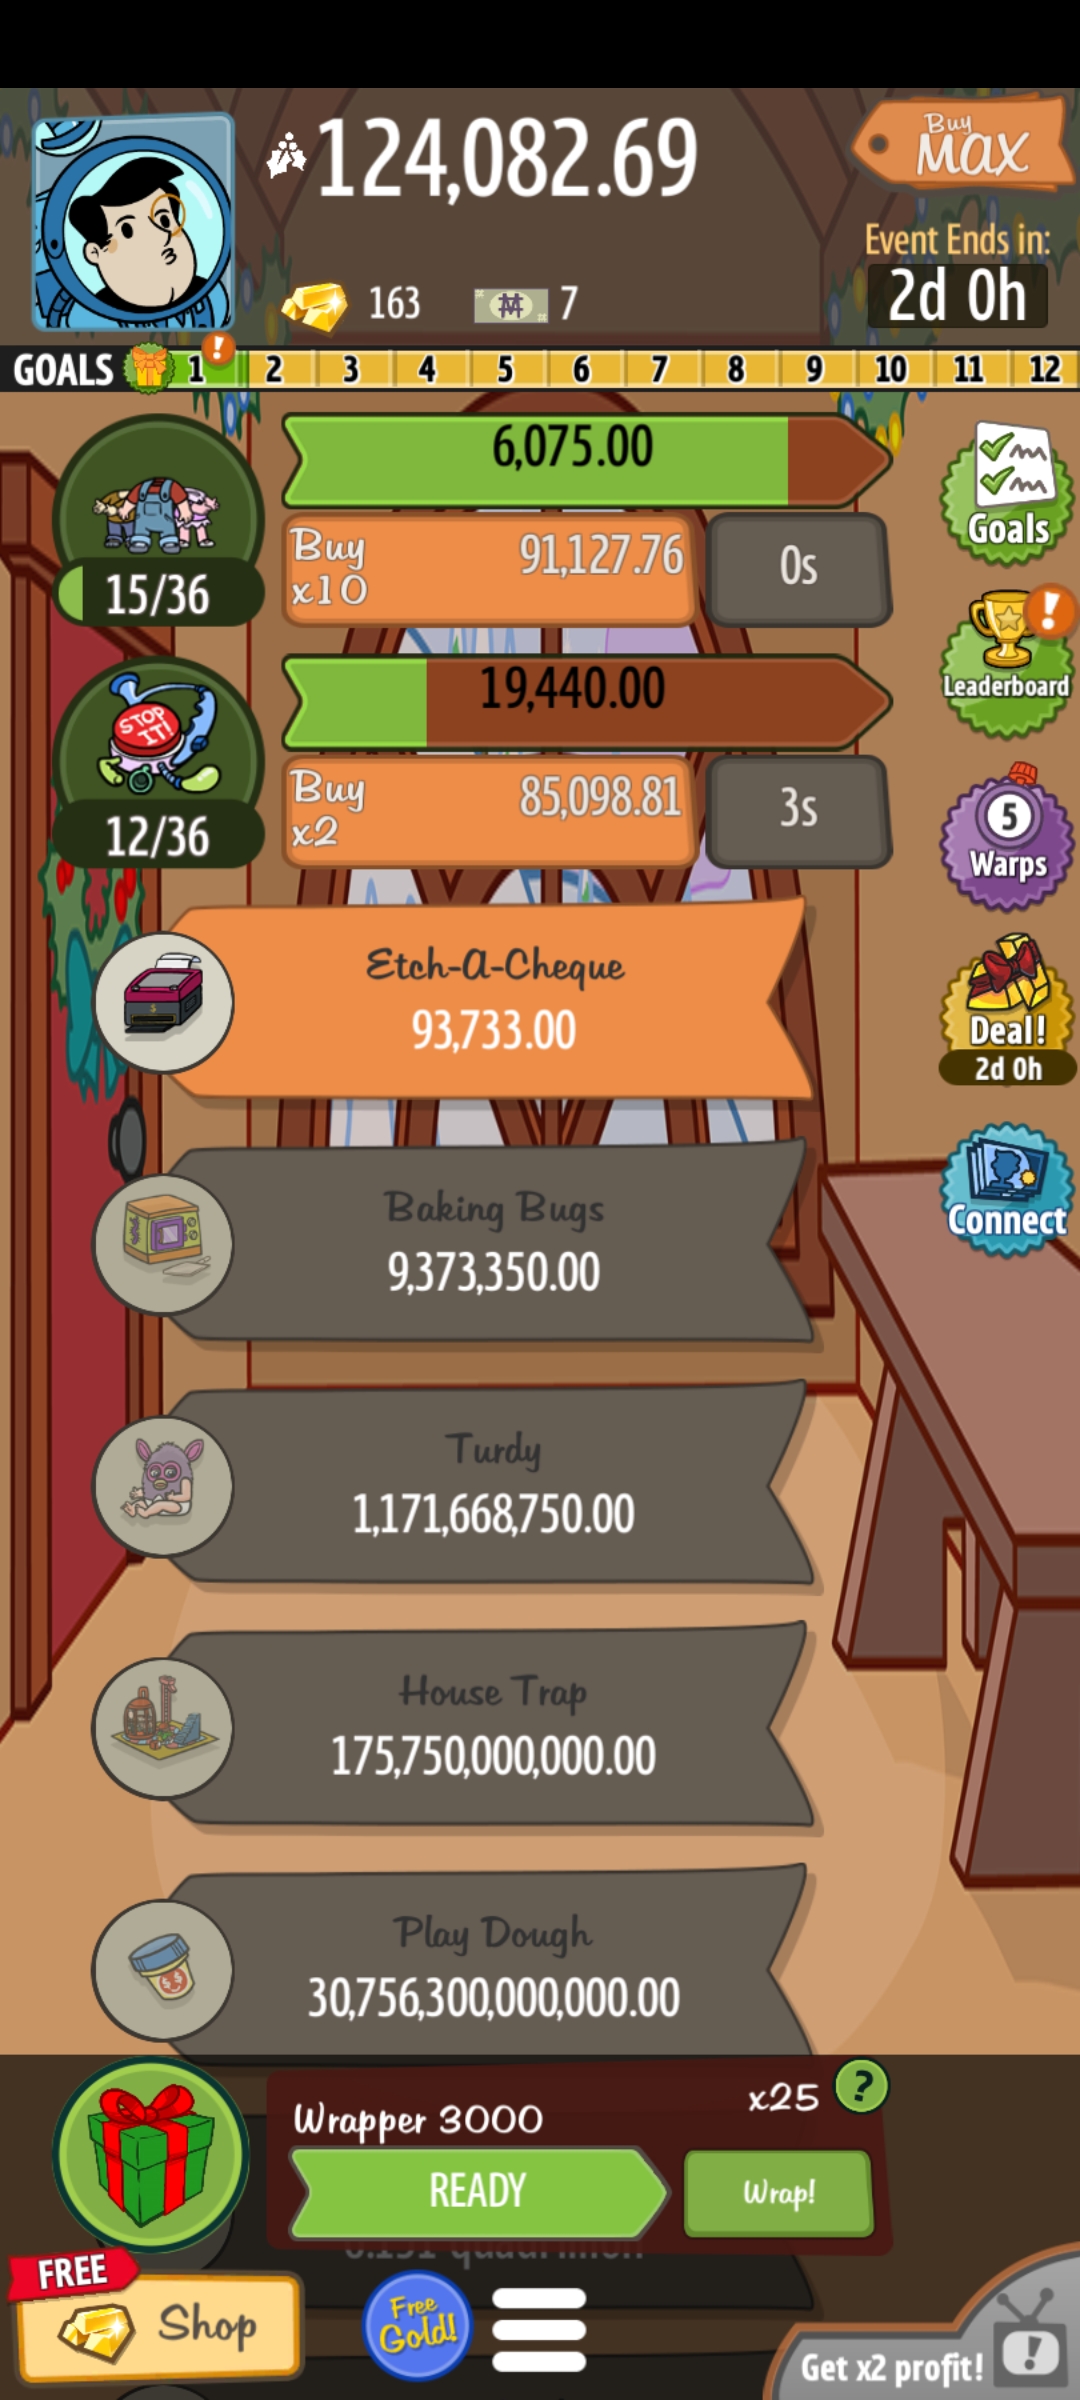 124,082.69
Buy
MAX
Event Ends in:
2d 0h
163
7
GOALS 1 ! 2 3 4 5 6 7 8 9 10 11 12
6,075.00
Buy
x10
91,127.76
0s
15/36
Goals
STOP
IT!
19,440.00
Buy
x2
85,098.81
3s
12/36
!
Leaderboard
5
Warps
Etch-A-Cheque
93,733.00
Deal!
2d 0h
Baking Bugs
9,373,350.00
Connect
Turdy
1,171,668,750.00
House Trap
175,750,000,000.00
Play Dough
30,756,300,000,000.00
Wrapper 3000
x25
?
READY
Wrap!
FREE
Shop
Free
Gold!
Get x2 profit!
!